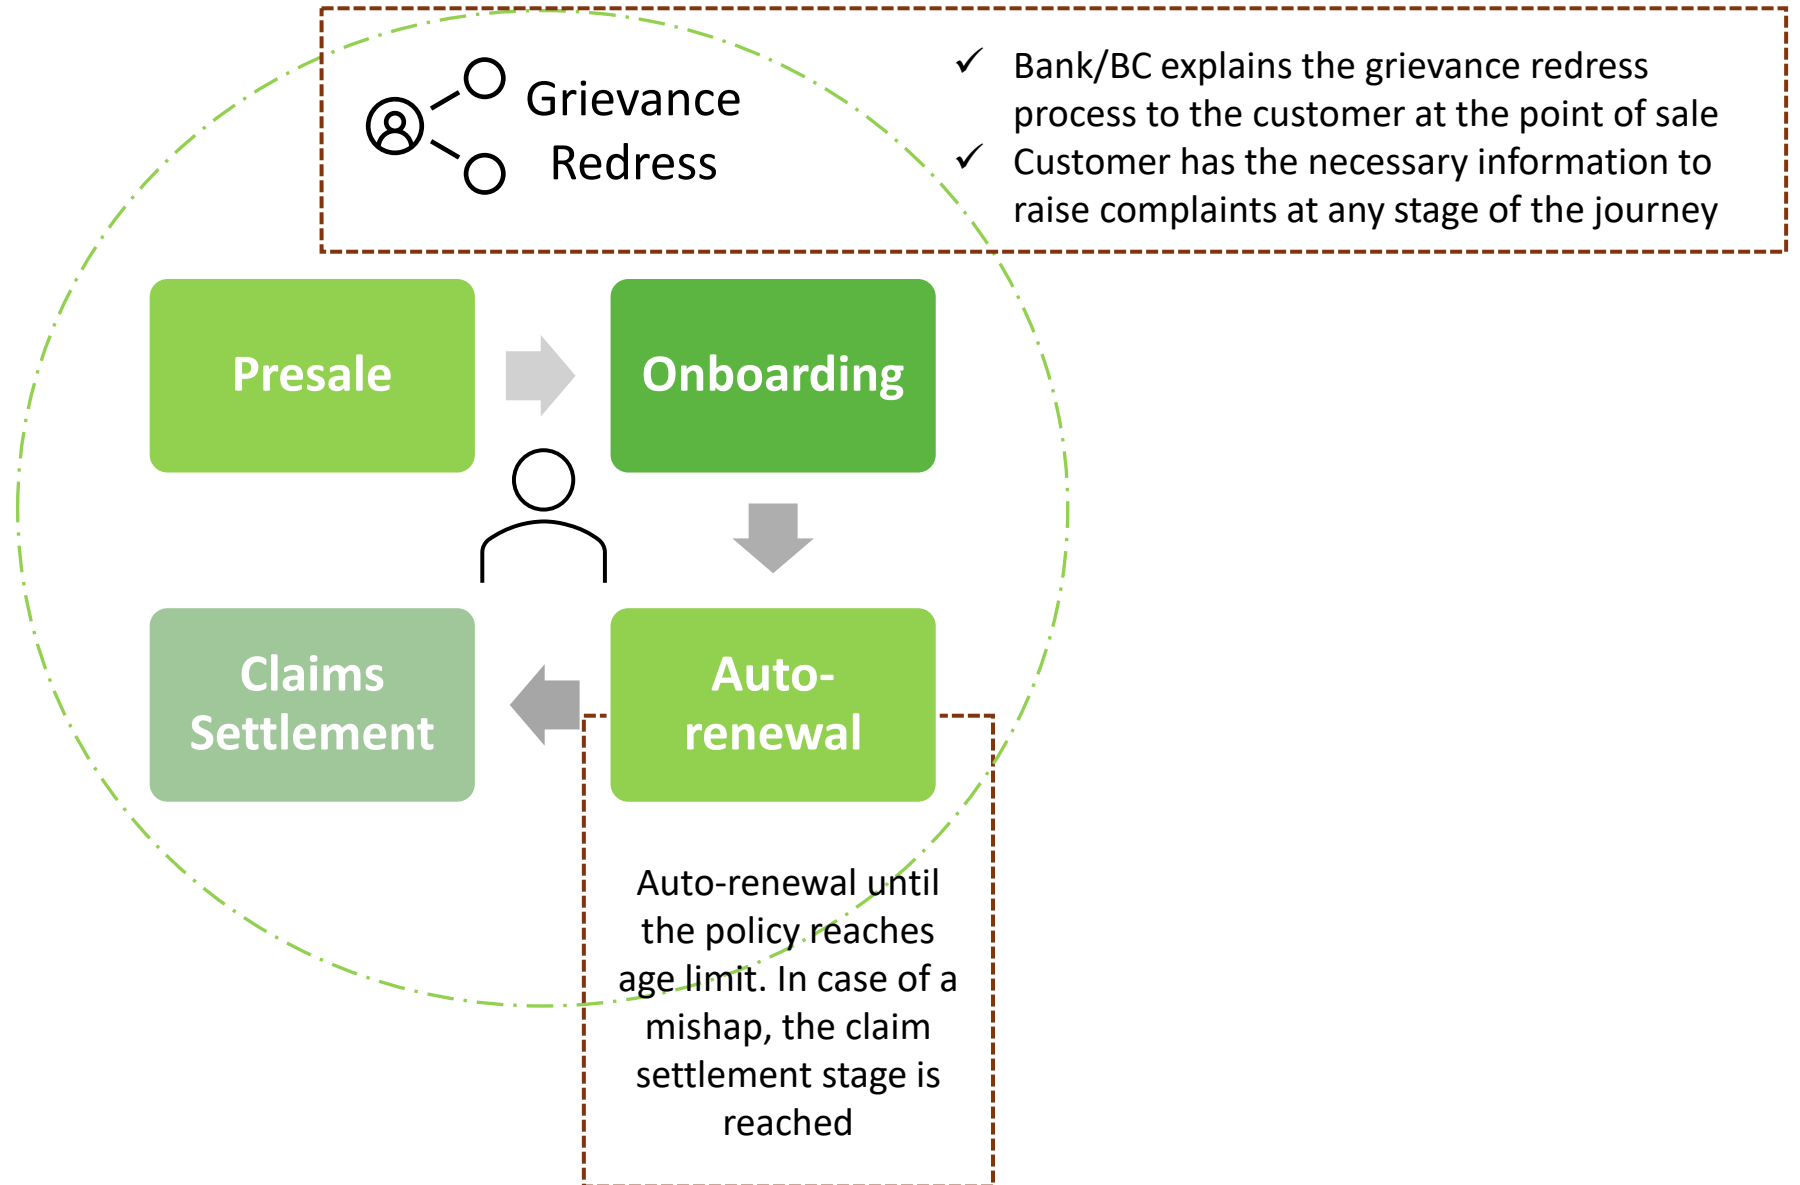 Grievance
Redress
✓ Bank/BC explains the grievance redress
process to the customer at the point of sale
✓ Customer has the necessary information to
raise complaints at any stage of the journey
Presale
Onboarding
Claims
Settlement
Auto-
renewal
Auto-renewal until
the policy reaches
age limit. In case of a
mishap, the claim
settlement stage is
reached